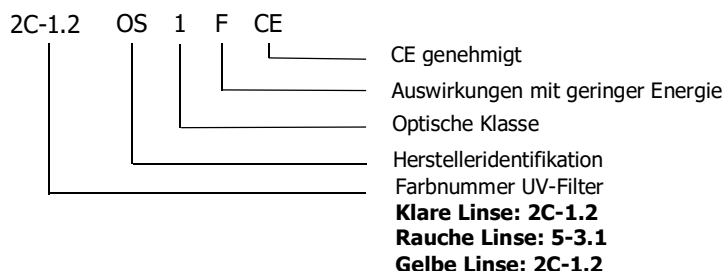 2C-1.2 OS 1 F CE
CE genehmigt
Auswirkungen mit geringer Energie
Optische Klasse
Herstelleridentifikation
Farbnummer UV-Filter
Klare Linse: 2C-1.2
Rauche Linse: 5-3.1
Gelbe Linse: 2C-1.2